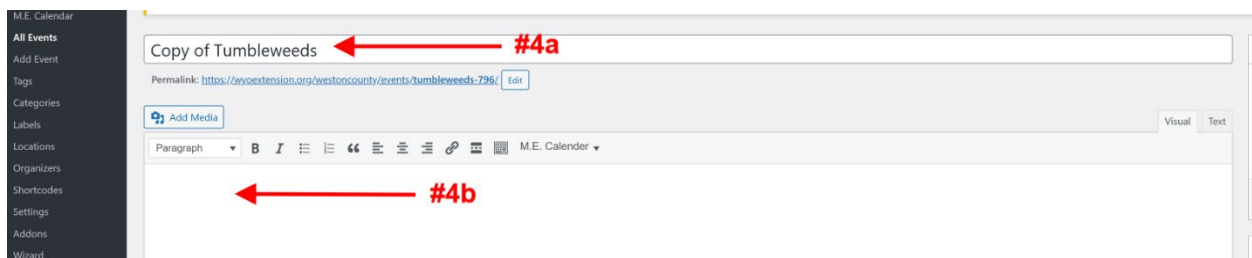 M.E. Calendar
All Events
Add Event
Tags
Categories
Labels
Locations
Organizers
Shortcodes
Settings
Addons
Wizard
Copy of Tumbleweeds
#4a
Permalink: https://wyoextension.org/westoncounty/events/tumbleweeds-796/ Edit
Add Media
Visual Text
Paragraph B I M.E. Calender
#4b